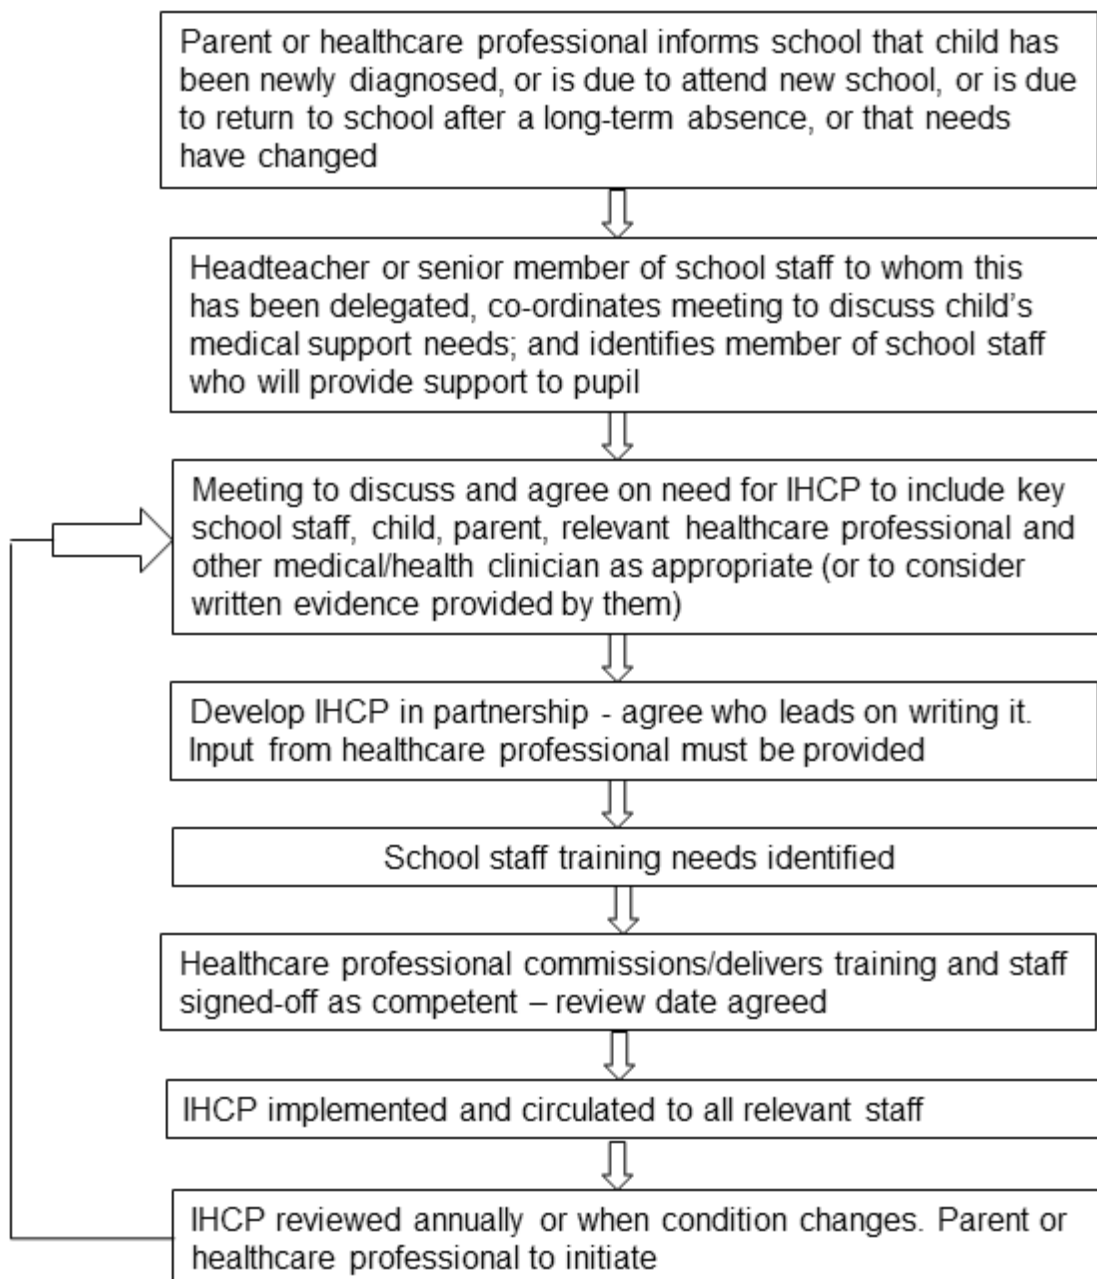 Parent or healthcare professional informs school that child has
been newly diagnosed, or is due to attend new school, or is due
to return to school after a long-term absence, or that needs
have changed
Headteacher or senior member of school staff to whom this
has been delegated, co-ordinates meeting to discuss child's
medical support needs; and identifies member of school staff
who will provide support to pupil
Meeting to discuss and agree on need for IHCP to include key
school staff, child, parent, relevant healthcare professional and
other medical/health clinician as appropriate (or to consider
written evidence provided by them)
Develop IHCP in partnership - agree who leads on writing it.
Input from healthcare professional must be provided
School staff training needs identified
Healthcare professional commissions/delivers training and staff
signed-off as competent – review date agreed
IHCP implemented and circulated to all relevant staff
IHCP reviewed annually or when condition changes. Parent or
healthcare professional to initiate